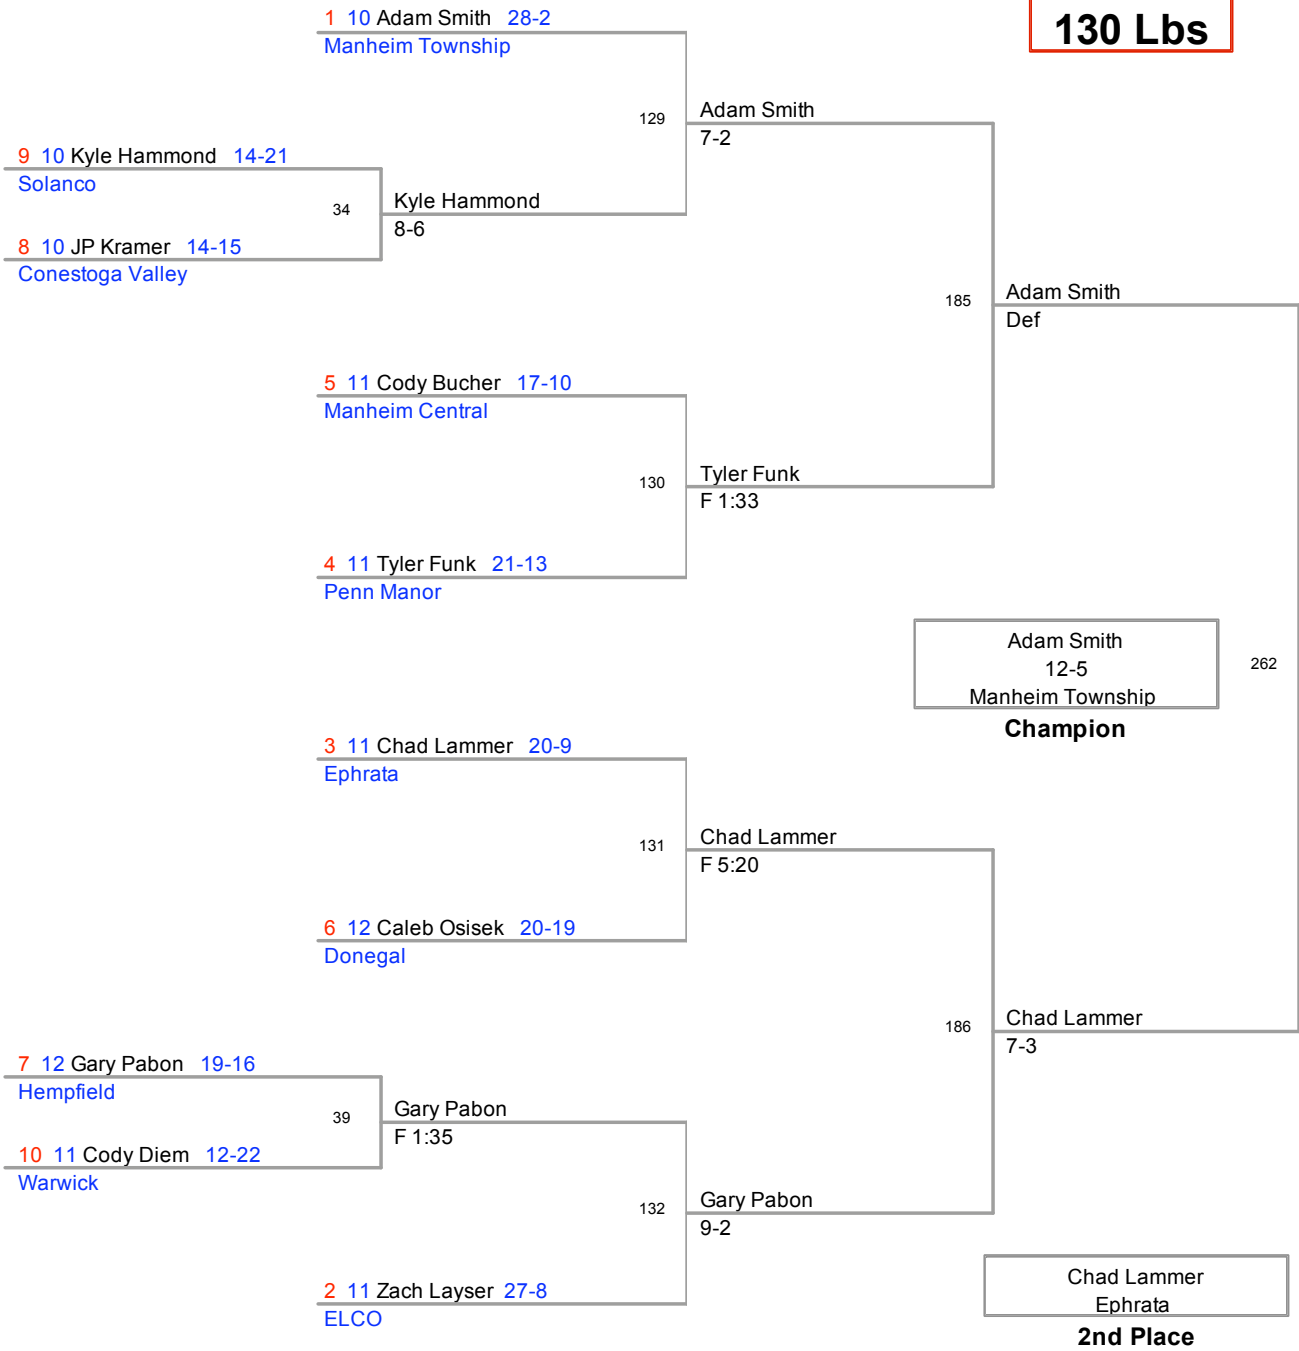 1 10 Adam Smith 28-2
130 Lbs
Manheim Township
Adam Smith
129
7-2
9 10 Kyle Hammond 14-21
Solanco
Kyle Hammond
34
8-6
8 10 JP Kramer 14-15
Conestoga Valley
Adam Smith
185
Def
5 11 Cody Bucher 17-10
Manheim Central
Tyler Funk
130
F 1:33
4 11 Tyler Funk 21-13
Penn Manor
Adam Smith
12-5
262
Manheim Township
Champion
3 11 Chad Lammer 20-9
Ephrata
Chad Lammer
131
F 5:20
6 12 Caleb Osisek 20-19
Donegal
Chad Lammer
186
7-3
7 12 Gary Pabon 19-16
Hempfield
Gary Pabon
39
F 1:35
10 11 Cody Diem 12-22
Warwick
Gary Pabon
132
9-2
2 11 Zach Layser 27-8
ELCO
Chad Lammer
Ephrata
2nd Place